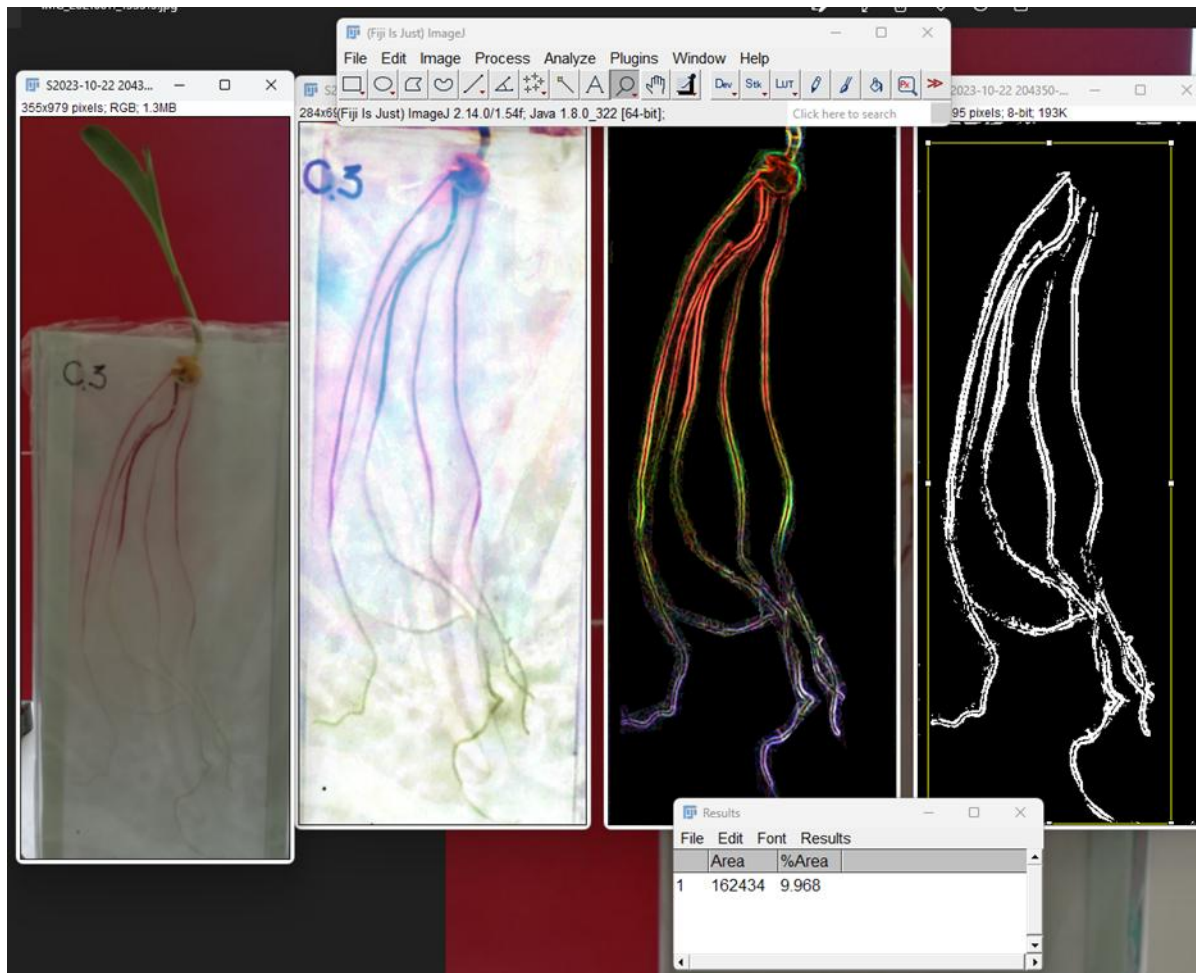 (Fiji Is Just) ImageJ
File Edit Image Process Analyze Plugins Window Help
Dev Stk LUT
(Fiji Is Just) ImageJ 2.14.0/1.54f; Java 1.8.0_322 [64-bit];
Click here to search
S2023-10-22 2043...
355x979 pixels; RGB; 1.3MB
C.3
284x69
C.3
2023-10-22 204350-...
95 pixels; 8-bit; 193K
Results
File Edit Font Results
Area %Area
1 162434 9.968